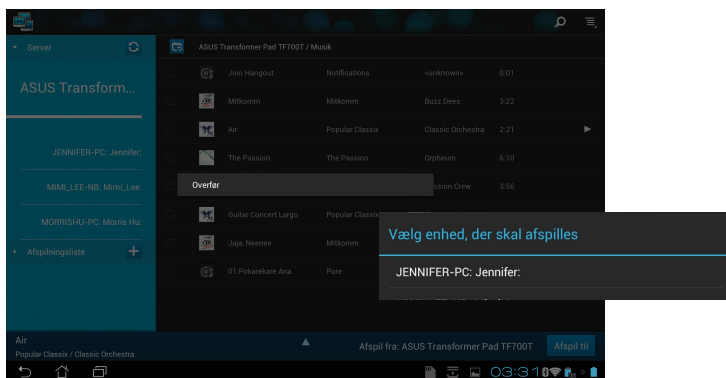 Server
ASUS Transformer Pad TF700T / Musik
ASUS Transform...
JENNIFER-PC: Jennifer:
MIMI_LEE-NB: Mimi_Lee:
MORRISHU-PC: Morris Hu:
Afspilningsliste
Join Hangout Notifications <unknown> 0:01
Mitkomm Mitkomm Buzz Dees 3:22
Air Popular Classix Classic Orchestra 2:21
The Passion The Passion Orpheum 6:10
Overfør
osion Crew 3:56
Guitar Concert Largo Popular Classix
Jaja, Neenee Mitkomm
01.Pokarekare Ana Pure
Vælg enhed, der skal afspilles
JENNIFER-PC: Jennifer:
Air
Popular Classix / Classic Orchestra
Afspil fra: ASUS Transformer Pad TF700T
Afspil til
03:31